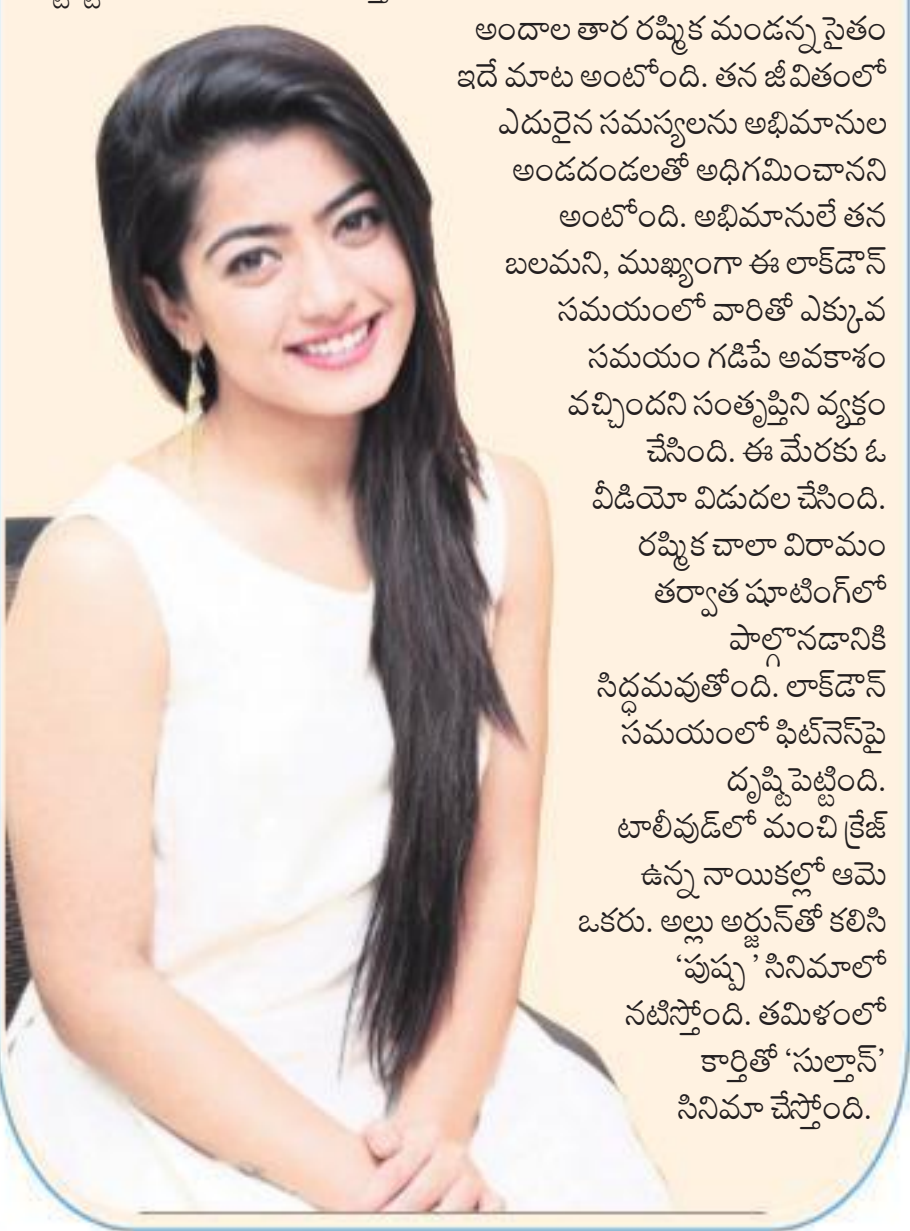 అందాల తార రష్మిక మండన్న సైతం
ఇదే మాట అంటోంది. తన జీవితంలో
ఎదురైన సమస్యలను అభిమానుల
అండదండలతో అధిగమించానని
అంటోంది. అభిమానులే తన
బలమని, ముఖ్యంగా ఈ లాక్‌డౌన్
సమయంలో వారితో ఎక్కువ
సమయం గడిపే అవకాశం
వచ్చిందని సంతృప్తిని వ్యక్తం
చేసింది. ఈ మేరకు ఓ
వీడియో విడుదల చేసింది.
రష్మిక చాలా విరామం
తర్వాత షూటింగ్‌లో
పాల్గొనడానికి
సిద్ధమవుతోంది. లాక్‌డౌన్
సమయంలో ఫిట్‌నెస్‌పై
దృష్టిపెట్టింది.
టాలీవుడ్‌లో మంచి క్రేజ్
ఉన్న నాయికల్లో ఆమె
ఒకరు. అల్లు అర్జున్‌తో కలిసి
‘పుష్ప ’ సినిమాలో
నటిస్తోంది. తమిళంలో
కార్తితో ‘సుల్తాన్’
సినిమా చేస్తోంది.